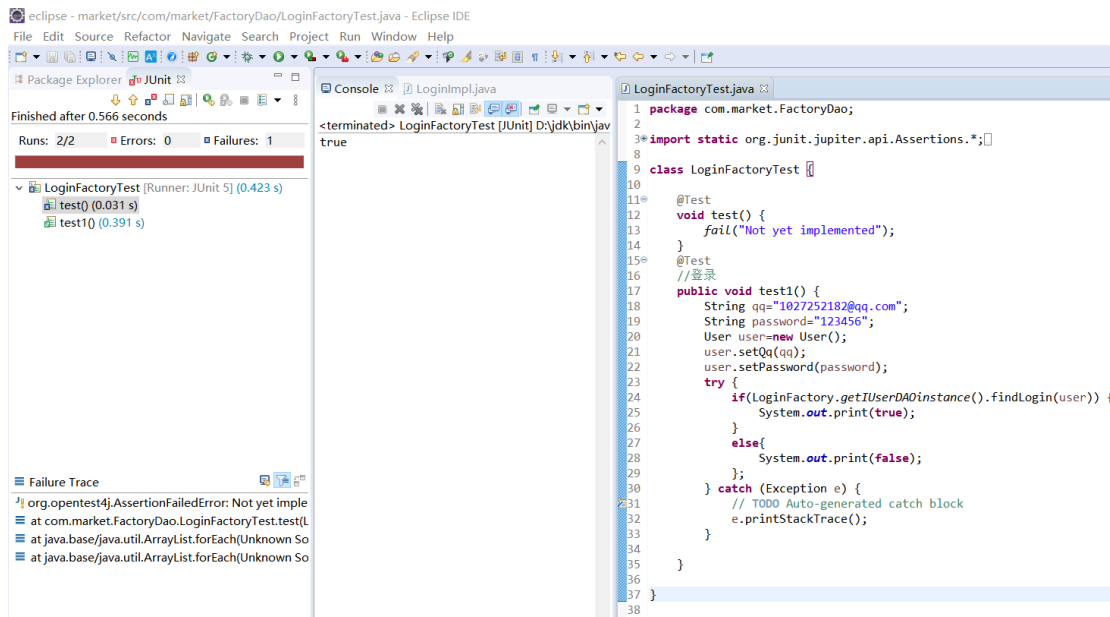 eclipse - market/src/com/market/FactoryDao/LoginFactoryTest.java - Eclipse IDE
File Edit Source Refactor Navigate Search Project Run Window Help
Package Explorer JUnit
Finished after 0.566 seconds
Runs: 2/2 Errors: 0 Failures: 1
LoginFactoryTest [Runner: JUnit 5] (0.423 s)
test() (0.031 s)
test1() (0.391 s)
Failure Trace
org.opentest4j.AssertionFailedError: Not yet imple
at com.market.FactoryDao.LoginFactoryTest.test(L
at java.base/java.util.ArrayList.forEach(Unknown So
at java.base/java.util.ArrayList.forEach(Unknown So
Console LoginImpl.java
<terminated> LoginFactoryTest [JUnit] D:\jdk\bin\jav
true
LoginFactoryTest.java
1 package com.market.FactoryDao;
2
3 import static org.junit.jupiter.api.Assertions.*;
8
9 class LoginFactoryTest {
10
11 @Test
12 void test() {
13 fail("Not yet implemented");
14 }
15 @Test
16 //登录
17 public void test1() {
18 String qq="1027252182@qq.com";
19 String password="123456";
20 User user=new User();
21 user.setQq(qq);
22 user.setPassword(password);
23 try {
24 if(LoginFactory.getIUserDAOinstance().findLogin(user)) {
25 System.out.print(true);
26 }
27 else{
28 System.out.print(false);
29 };
30 } catch (Exception e) {
31 // TODO Auto-generated catch block
32 e.printStackTrace();
33 }
34
35 }
36
37 }
38